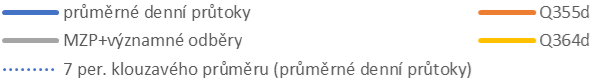 průměrné denní průtoky
Q355d
MZP+významné odběry
Q364d
7 per. klouzavého průměru (průměrné denní průtoky)